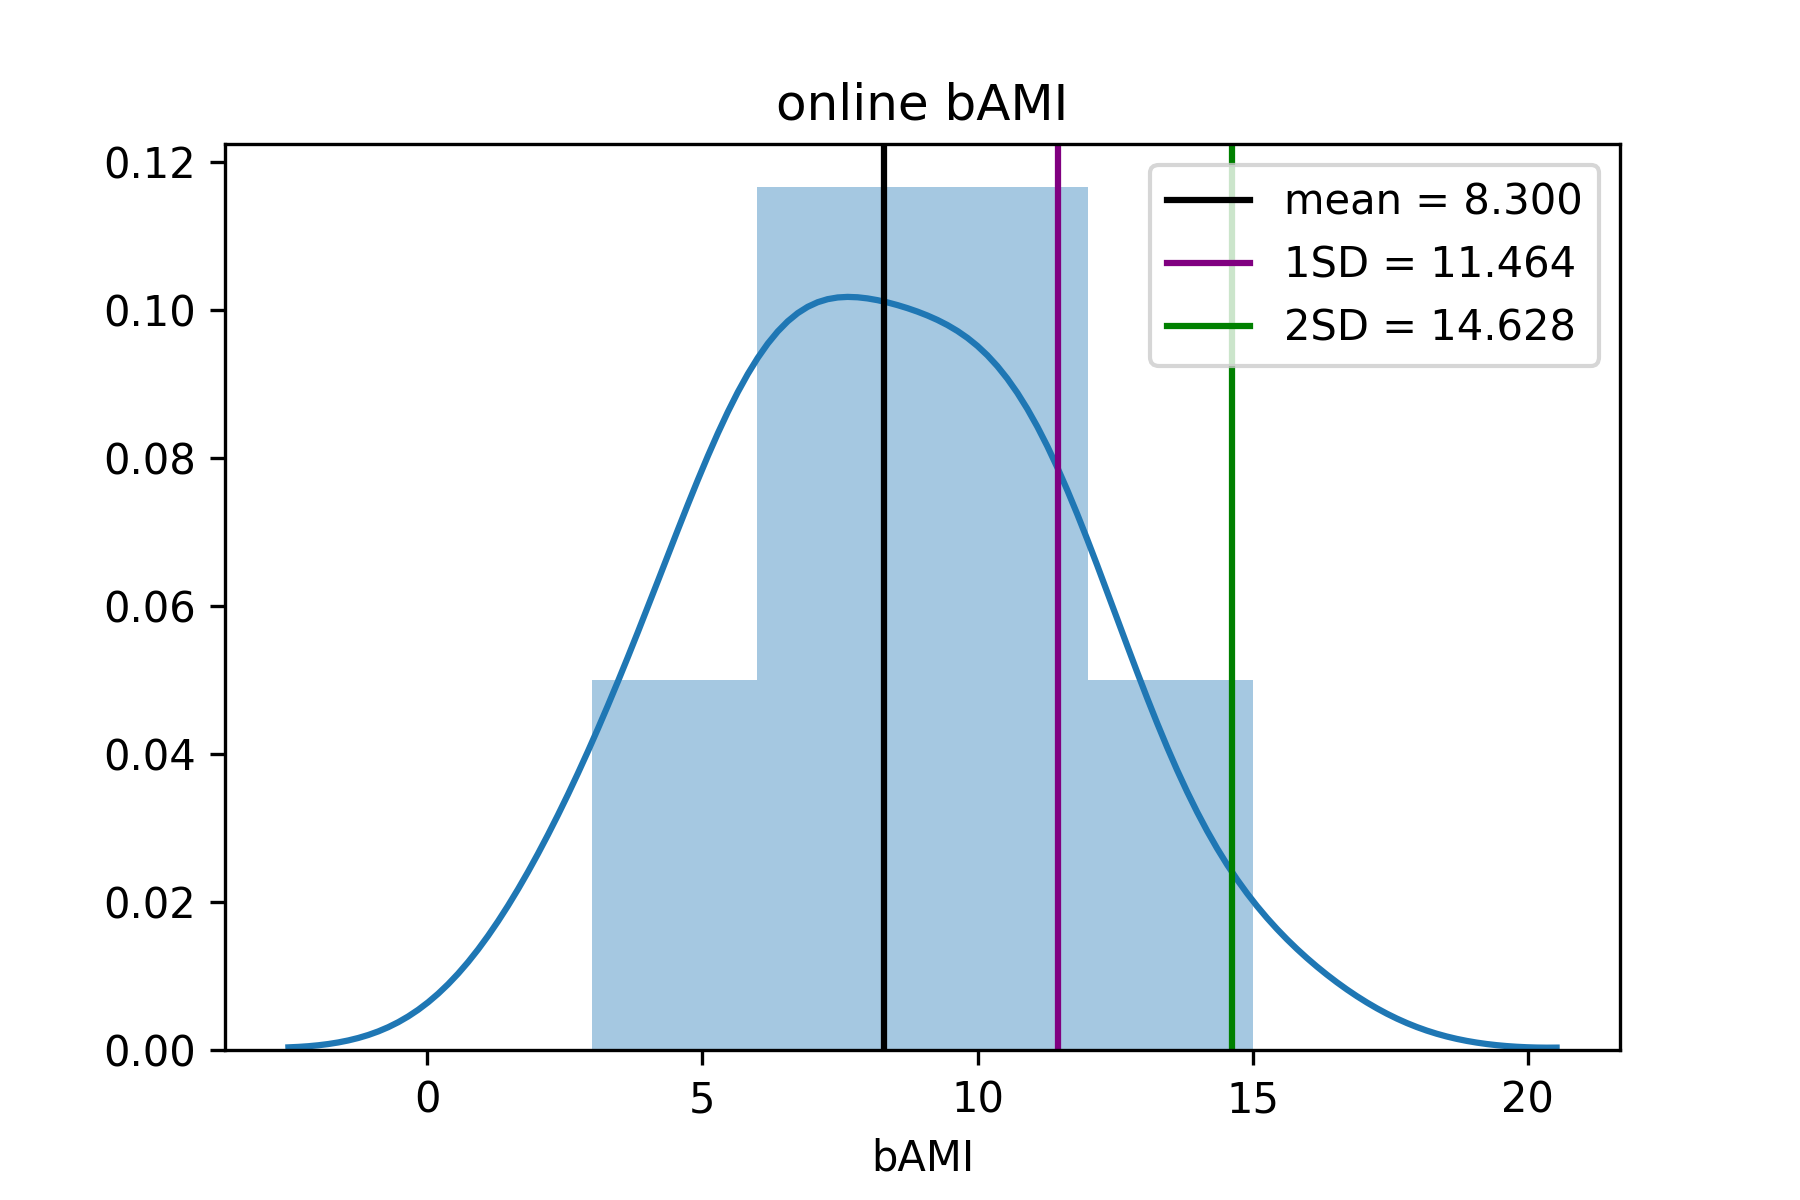 online bAMI
0.12
0.10
0.08
0.06
0.04
0.02
0.00
mean = 8.300
1SD = 11.464
2SD = 14.628
0 5 10 15 20
bAMI